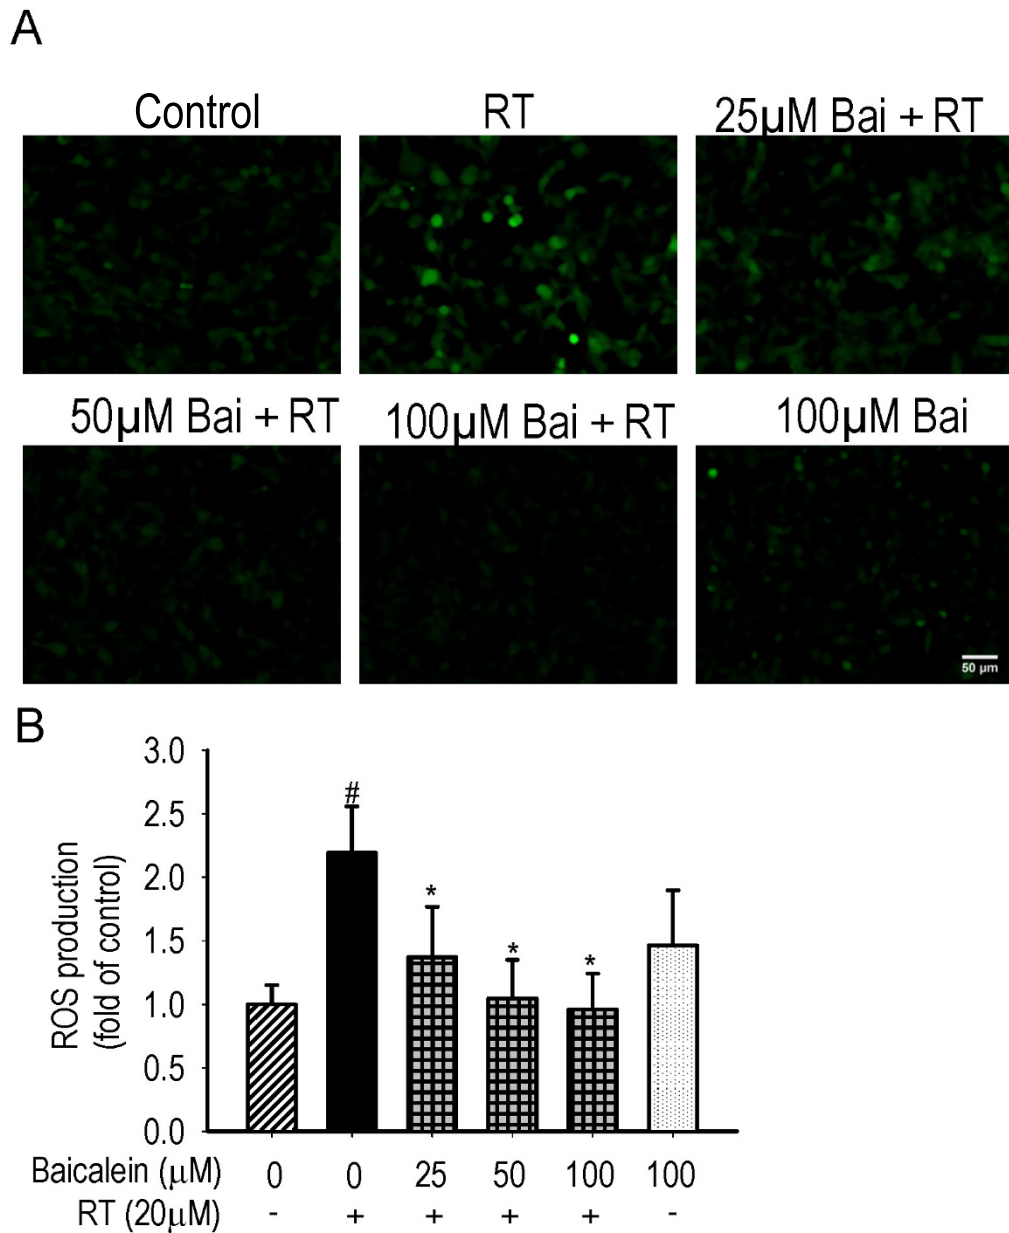 A
Control RT 25μM Bai + RT
50μM Bai + RT 100μM Bai + RT 100μM Bai
50 μm
B
ROS production
(fold of control)
3.0
2.5
2.0
1.5
1.0
0.5
0.0
#
*
*
*
Baicalein (μM) 0 0 25 50 100 100
RT (20μM) - + + + + -